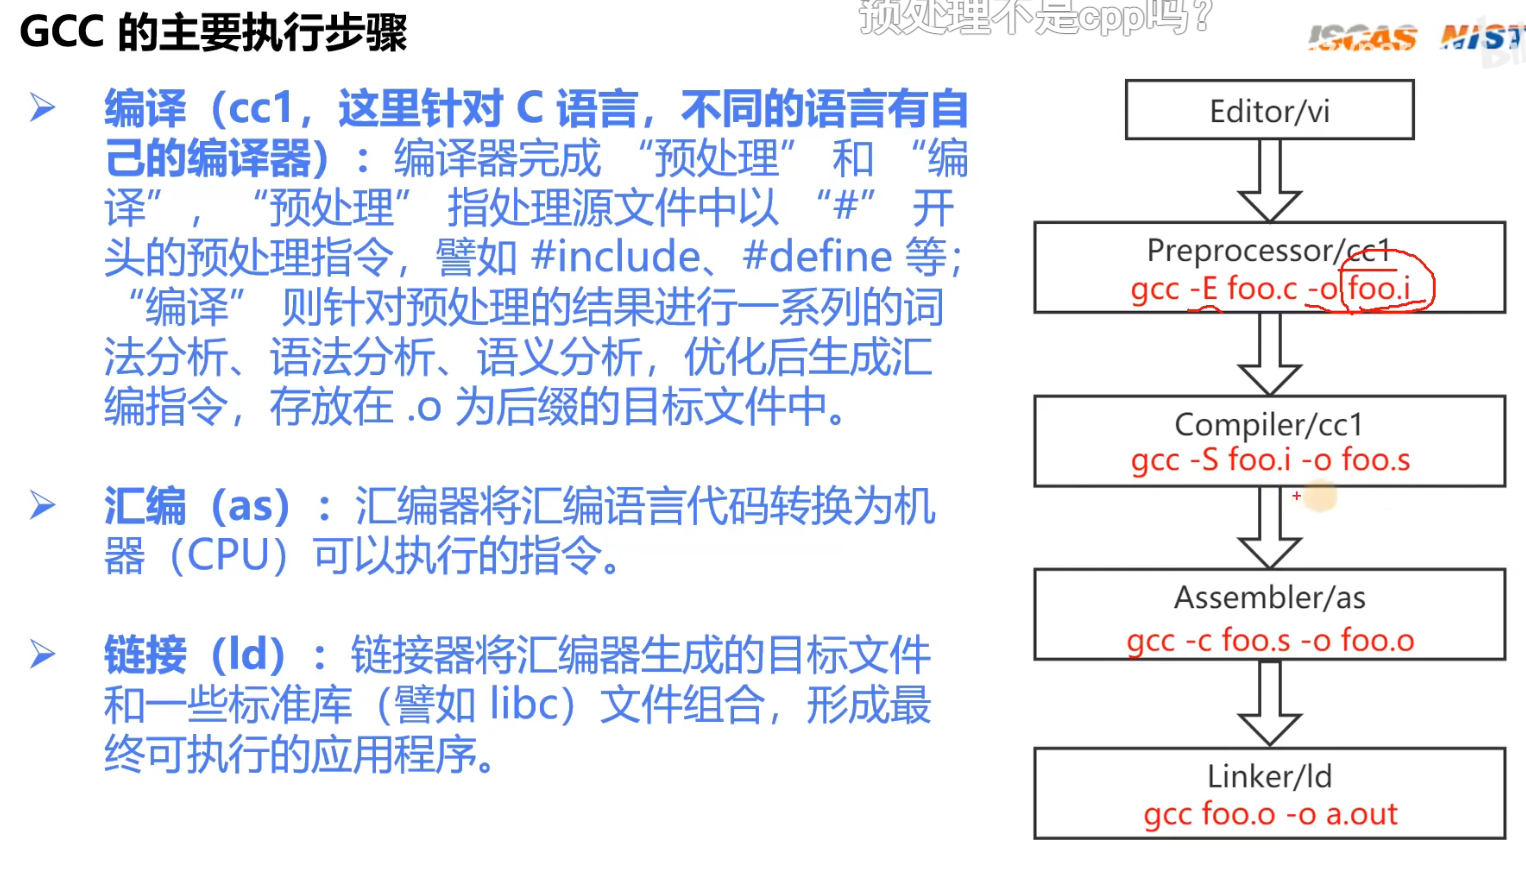 预处理不是cpp吗？
GCC 的主要执行步骤
ISCAS NIST
编译（cc1，这里针对 C 语言，不同的语言有自
己的编译器）：编译器完成 “预处理” 和 “编
译”， “预处理” 指处理源文件中以 “#” 开
头的预处理指令，譬如 #include、#define 等；
“编译” 则针对预处理的结果进行一系列的词
法分析、语法分析、语义分析，优化后生成汇
编指令，存放在 .o 为后缀的目标文件中。
汇编（as）：汇编器将汇编语言代码转换为机
器（CPU）可以执行的指令。
链接（ld）：链接器将汇编器生成的目标文件
和一些标准库（譬如 libc）文件组合，形成最
终可执行的应用程序。
Editor/vi
Preprocessor/cc1
gcc -E foo.c -o foo.i
Compiler/cc1
gcc -S foo.i -o foo.s
Assembler/as
gcc -c foo.s -o foo.o
Linker/ld
gcc foo.o -o a.out